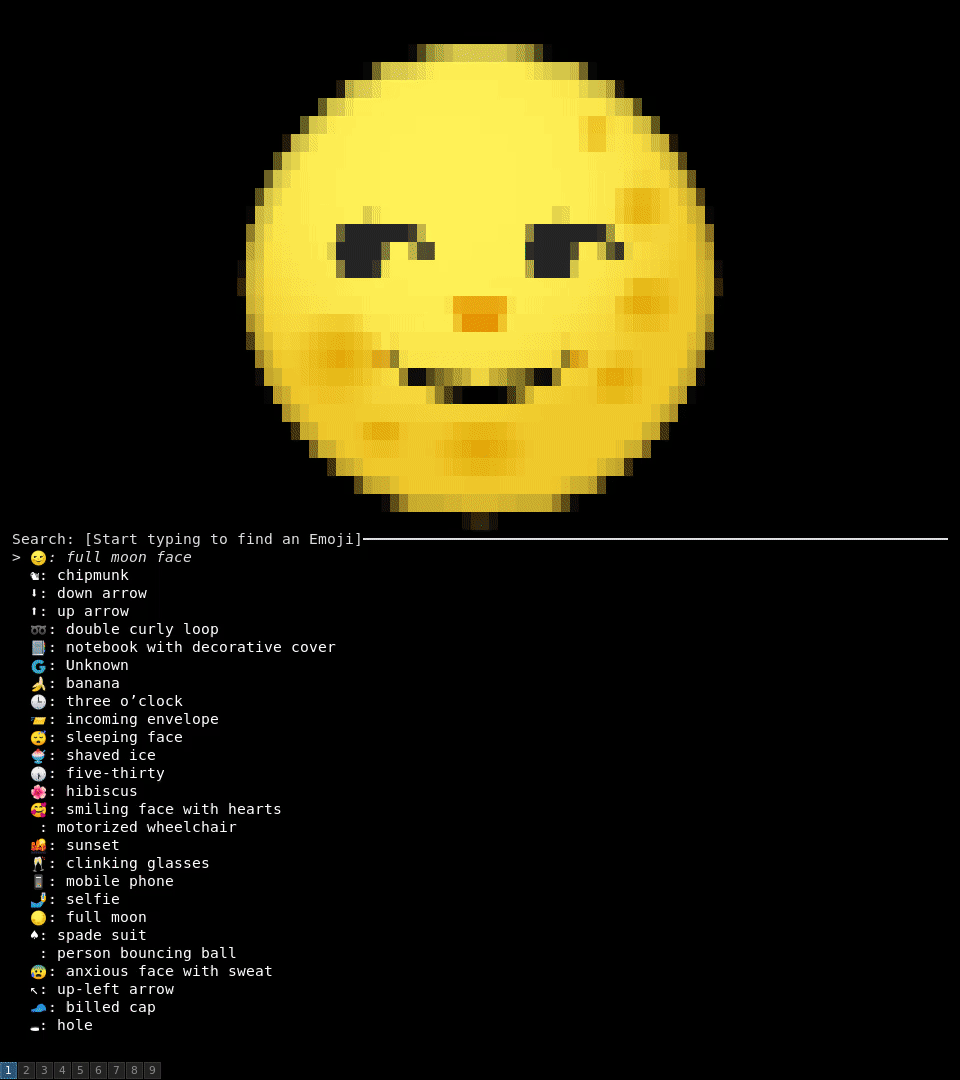 Search: [Start typing to find an Emoji]
> 🌝: full moon face
🐿: chipmunk
⬇: down arrow
⬆: up arrow
➿: double curly loop
📔: notebook with decorative cover
G: Unknown
🍌: banana
🕒: three o’clock
📨: incoming envelope
😴: sleeping face
🍧: shaved ice
🕠: five-thirty
🌺: hibiscus
🥰: smiling face with hearts
: motorized wheelchair
🌇: sunset
🥂: clinking glasses
📱: mobile phone
🤳: selfie
🌕: full moon
♠: spade suit
: person bouncing ball
😰: anxious face with sweat
↖: up-left arrow
🧢: billed cap
🕳: hole
1 2 3 4 5 6 7 8 9